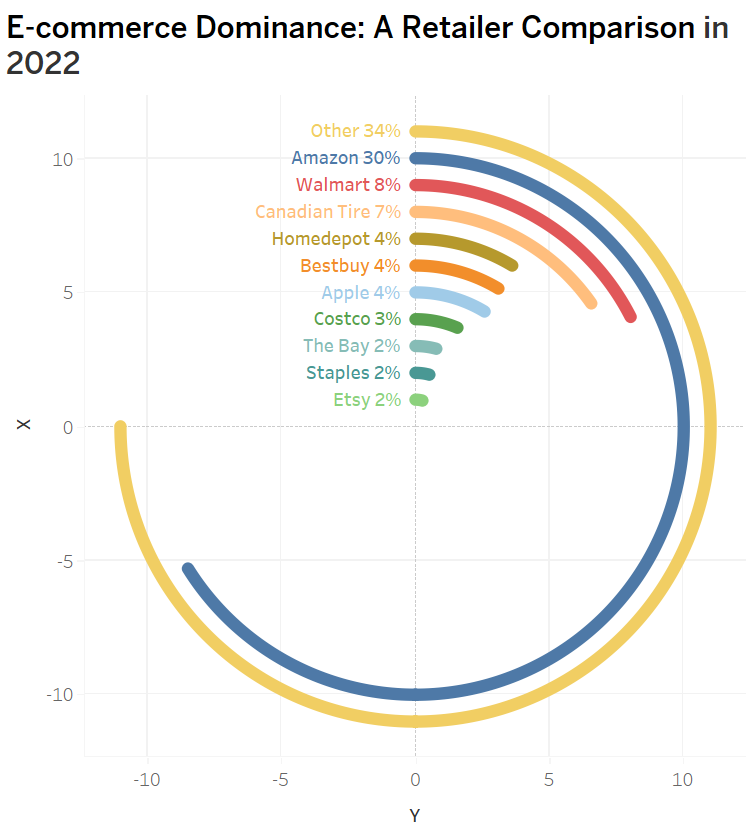 E-commerce Dominance: A Retailer Comparison in
2022
Other 34%
Amazon 30%
Walmart 8%
Canadian Tire 7%
Homedepot 4%
Bestbuy 4%
Apple 4%
Costco 3%
The Bay 2%
Staples 2%
Etsy 2%
10
5
0
-5
-10
X
-10
-5
0
5
10
Y